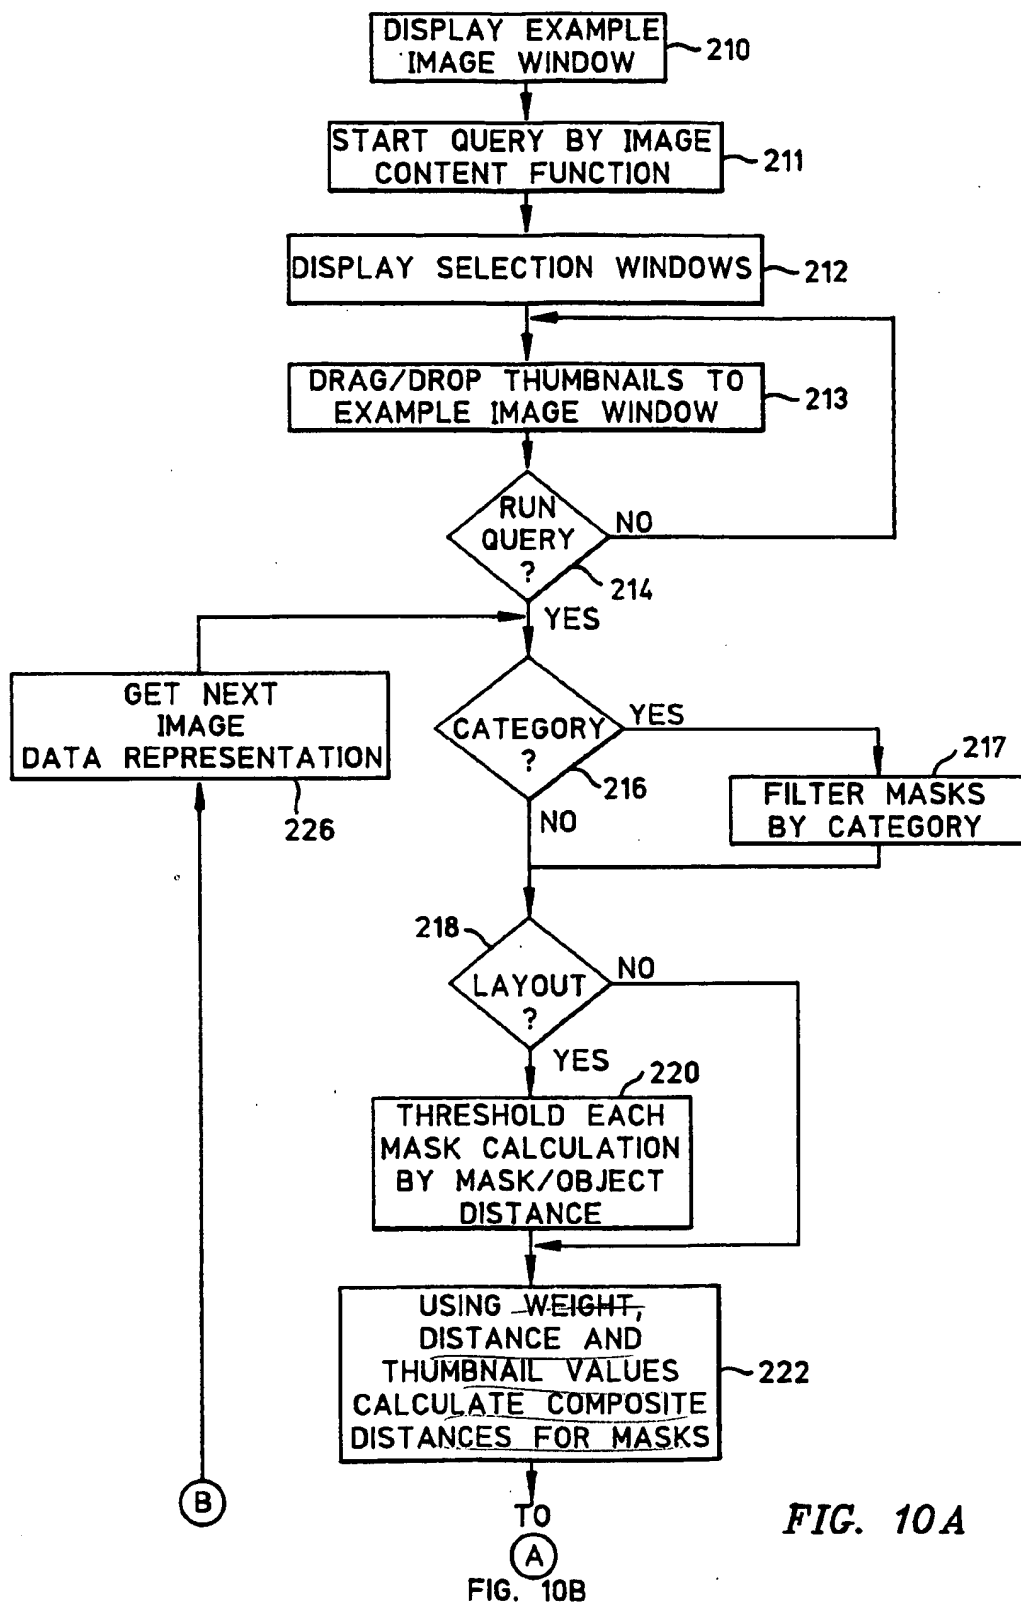 DISPLAY EXAMPLE
IMAGE WINDOW
210
START QUERY BY IMAGE
CONTENT FUNCTION
211
DISPLAY SELECTION WINDOWS
212
DRAG/DROP THUMBNAILS TO
EXAMPLE IMAGE WINDOW
213
RUN
QUERY
?
NO
214
YES
GET NEXT
IMAGE
DATA REPRESENTATION
226
CATEGORY
?
YES
216
NO
217
FILTER MASKS
BY CATEGORY
218
LAYOUT
?
NO
YES
220
THRESHOLD EACH
MASK CALCULATION
BY MASK/OBJECT
DISTANCE
USING WEIGHT,
DISTANCE AND
THUMBNAIL VALUES
CALCULATE COMPOSITE
DISTANCES FOR MASKS
222
B
TO
A
FIG. 10B
FIG. 10A